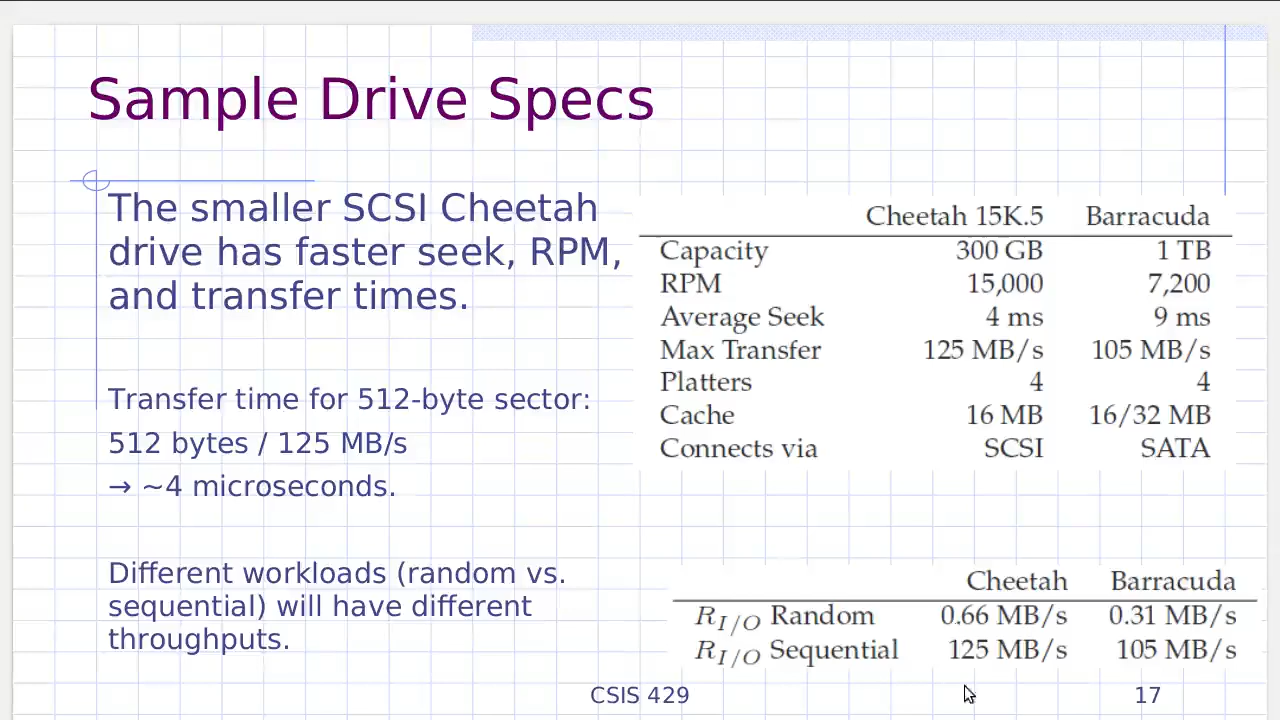 Sample Drive Specs
The smaller SCSI Cheetah
drive has faster seek, RPM,
and transfer times.
Transfer time for 512-byte sector:
512 bytes / 125 MB/s
→ ~4 microseconds.
Different workloads (random vs.
sequential) will have different
throughputs.
Cheetah 15K.5 Barracuda
Capacity 300 GB 1 TB
RPM 15,000 7,200
Average Seek 4 ms 9 ms
Max Transfer 125 MB/s 105 MB/s
Platters 4 4
Cache 16 MB 16/32 MB
Connects via SCSI SATA
Cheetah Barracuda
R_{I/O} Random 0.66 MB/s 0.31 MB/s
R_{I/O} Sequential 125 MB/s 105 MB/s
CSIS 429 17